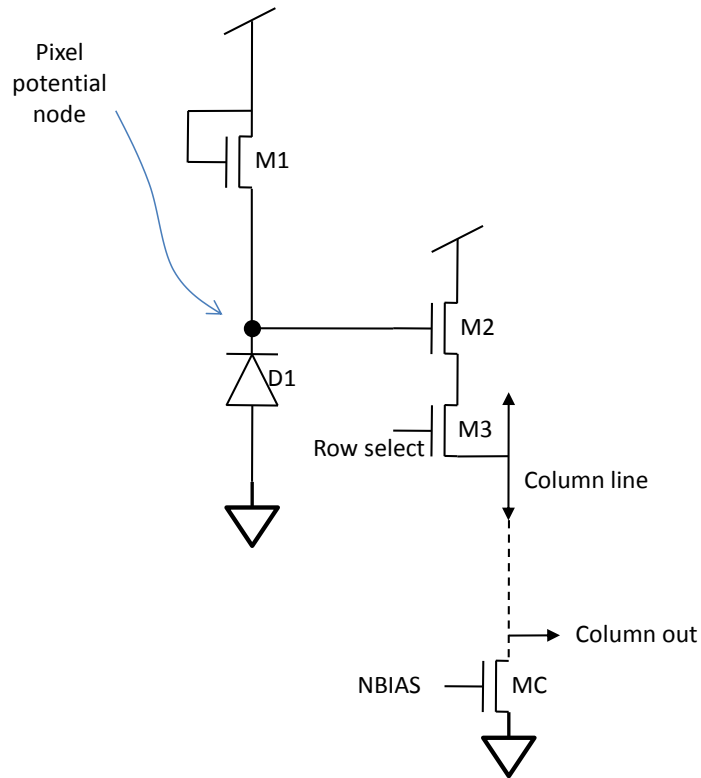 Pixel
potential
node
M1
M2
D1
M3
Row select
Column line
Column out
NBIAS
MC